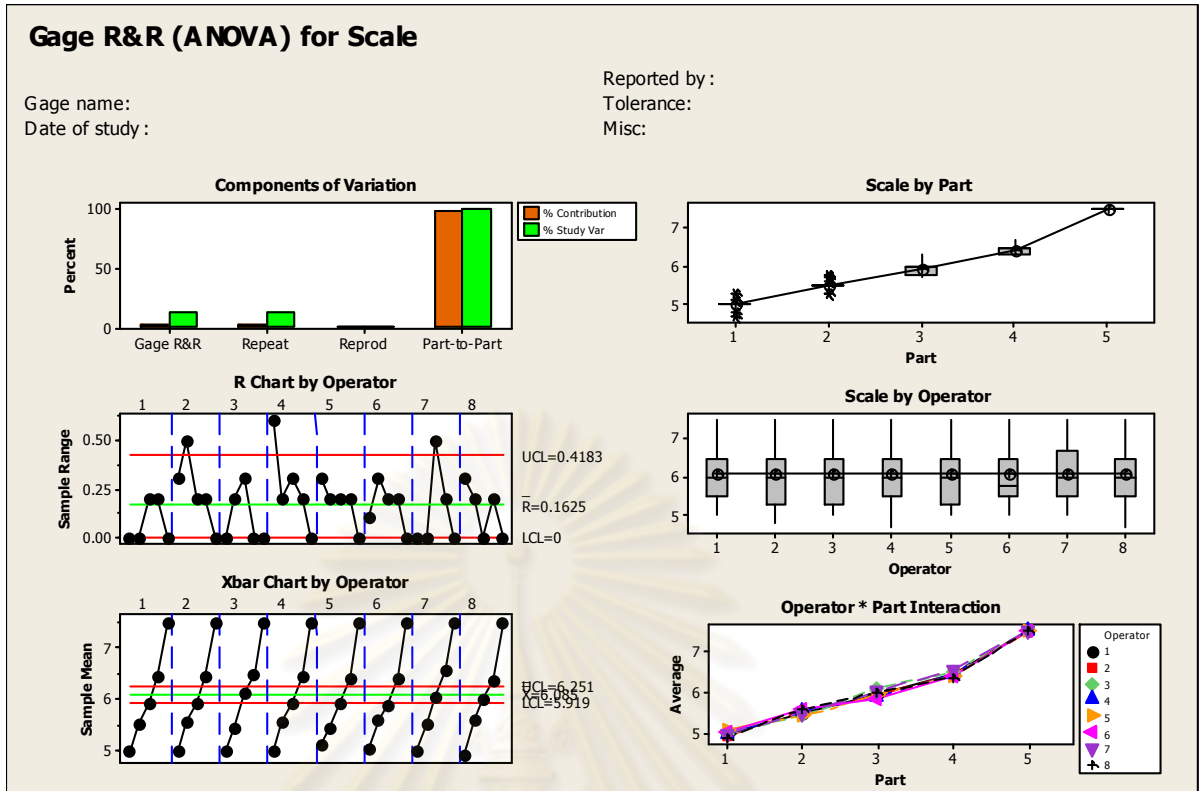 Gage R&R (ANOVA) for Scale
Reported by :
Gage name:
Tolerance:
Date of study :
Misc:
Components of Variation
Percent
100
50
0
Gage R&R Repeat Reprod Part-to-Part
% Contribution
% Study Var
Scale by Part
7
6
5
1 2 3 4 5
Part
R Chart by Operator
1 2 3 4 5 6 7 8
Sample Range
0.50
0.25
0.00
UCL=0.4183
R=0.1625
LCL=0
Scale by Operator
7
6
5
1 2 3 4 5 6 7 8
Operator
Xbar Chart by Operator
1 2 3 4 5 6 7 8
Sample Mean
7
6
5
UCL=6.251
X=6.085
LCL=5.919
Operator * Part Interaction
Average
7
6
5
1 2 3 4 5
Part
Operator
1
2
3
4
5
6
7
8